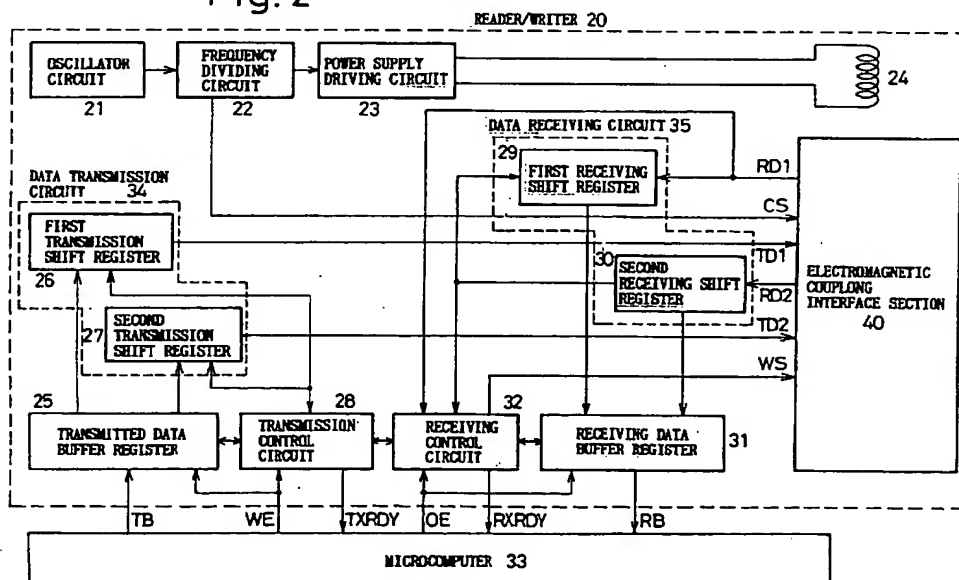 Fig. 2
READER/WRITER 20
OSCILLATOR
CIRCUIT
21
FREQUENCY
DIVIDING
CIRCUIT
22
POWER SUPPLY
DRIVING CIRCUIT
23
24
DATA RECEIVING CIRCUIT 35
29
FIRST RECEIVING
SHIFT REGISTER
RD1
CS
DATA TRANSMISSION
CIRCUIT 34
FIRST
TRANSMISSION
SHIFT REGISTER
26
TD1
30
SECOND
RECEIVING SHIFT
REGISTER
RD2
ELECTROMAGNETIC
COUPLONG
INTERFACE SECTION
40
27
SECOND
TRANSMISSION
SHIFT REGISTER
TD2
WS
25
TRANSMITTED DATA
BUFFER REGISTER
28
TRANSMISSION
CONTROL
CIRCUIT
32
RECEIVING
CONTROL
CIRCUIT
RECEIVING DATA
BUFFER REGISTER
31
TB
WE
TXRDY
OE
RXRDY
RB
MICROCOMPUTER 33